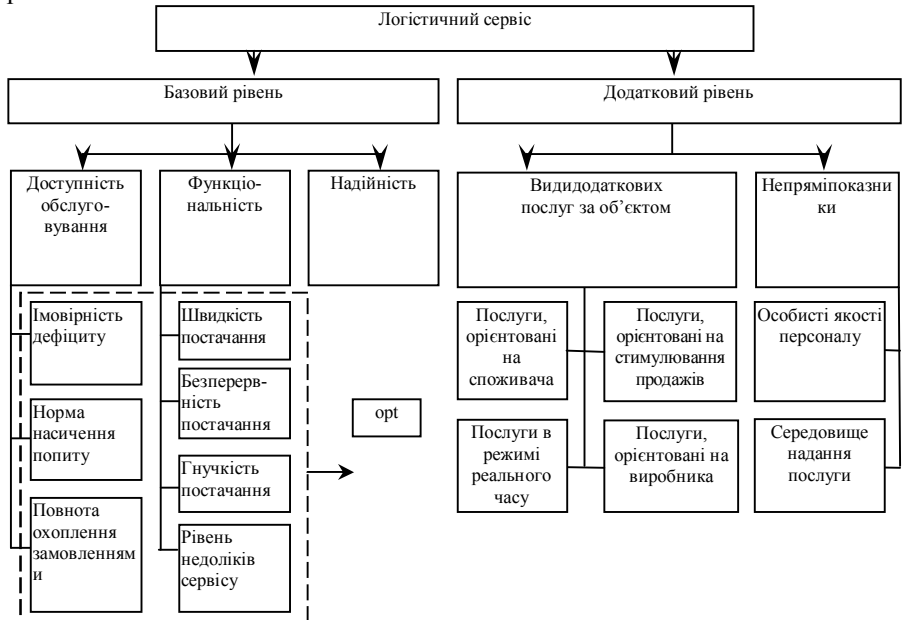 Логістичний сервіс
Базовий рівень
Додатковий рівень
Доступність
обслуго-
вування
Функціо-
нальність
Надійність
Видидодаткових
послуг за об’єктом
Непряміпоказни
ки
Імовірність
дефіциту
Норма
насичення
попиту
Повнота
охоплення
замовленням
и
Швидкість
постачання
Безперерв-
ність
постачання
Гнучкість
постачання
Рівень
недоліків
сервісу
opt
Послуги,
орієнтовані
на
споживача
Послуги,
орієнтовані на
стимулювання
продажів
Послуги в
режимі
реального
часу
Послуги,
орієнтовані на
виробника
Особисті якості
персоналу
Середовище
надання
послуги